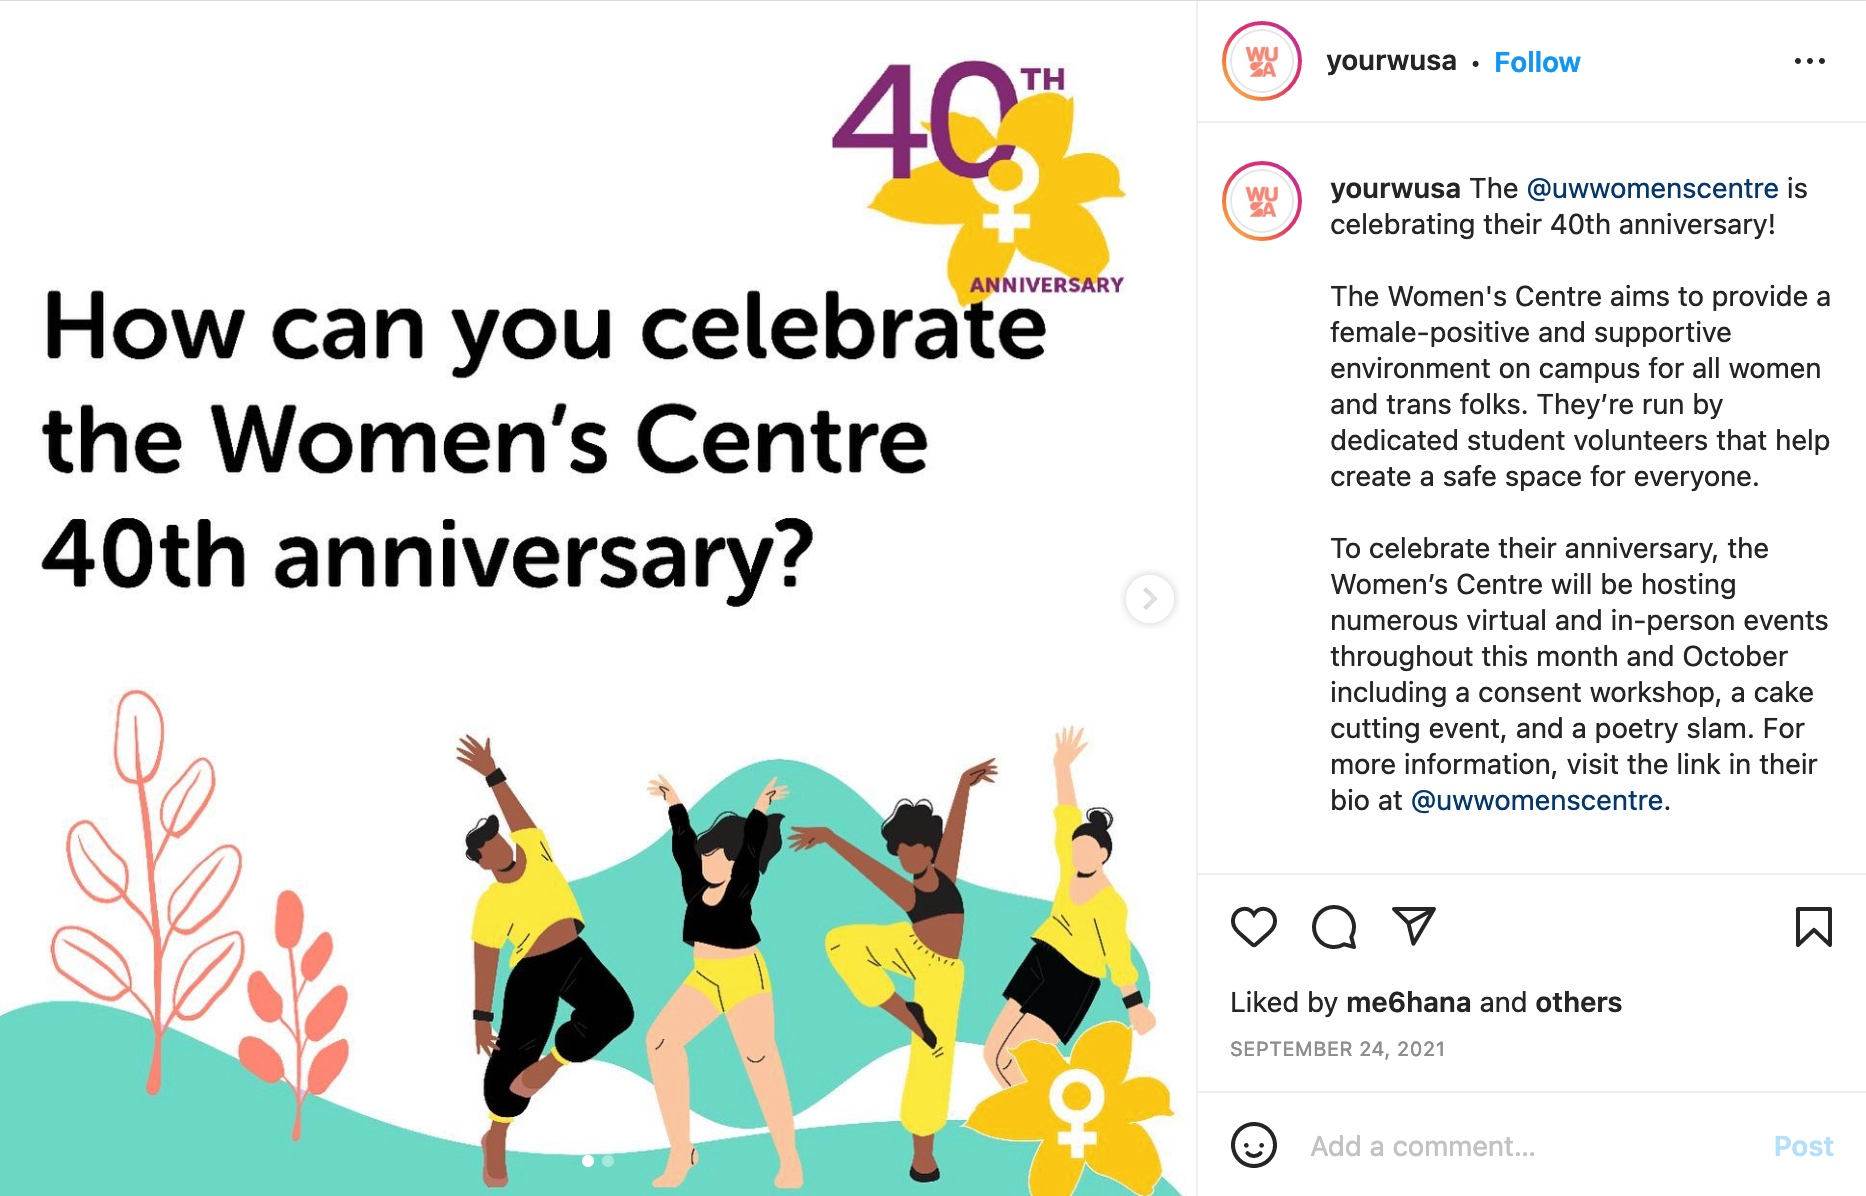 40TH
ANNIVERSARY
How can you celebrate
the Women’s Centre
40th anniversary?
WU
SA
yourwusa • Follow
WU
SA
yourwusa The @uwwomenscentre is
celebrating their 40th anniversary!
The Women's Centre aims to provide a
female-positive and supportive
environment on campus for all women
and trans folks. They’re run by
dedicated student volunteers that help
create a safe space for everyone.
To celebrate their anniversary, the
Women’s Centre will be hosting
numerous virtual and in-person events
throughout this month and October
including a consent workshop, a cake
cutting event, and a poetry slam. For
more information, visit the link in their
bio at @uwwomenscentre.
Liked by me6hana and others
SEPTEMBER 24, 2021
Add a comment...
Post